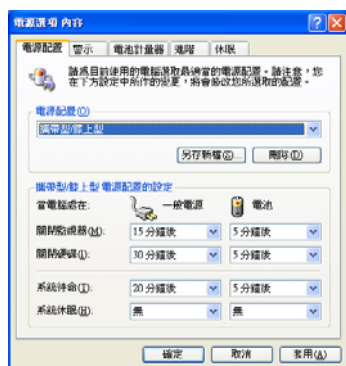 電源選項 內容
電源配置 警示 電池計量器 進階 休眠
請為目前使用的電腦選取最適當的電源配置。請注意，您
在下方設定中所作的變更，將會修改您所選取的配置。
電源配置(O)
攜帶型/膝上型
另存新檔(S)... 刪除(D)
攜帶型/膝上型 電源配置的設定
當電腦處在: 一般電源 電池
關閉監視器(M): 15 分鐘後 5 分鐘後
關閉硬碟(I): 30 分鐘後 5 分鐘後
系統待命(T): 20 分鐘後 5 分鐘後
系統休眠(H): 無 無
確定 取消 套用(A)